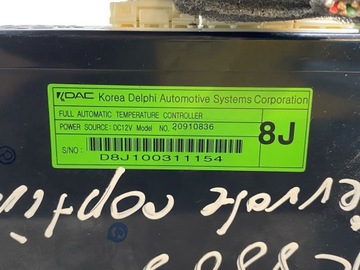 KDAC Korea Delphi Automotive Systems Corporation
FULL AUTOMATIC TEMPERATURE CONTROLLER
POWER SOURCE : DC12V Model NO. 20910836
8J
S/NO :
D8J100311154